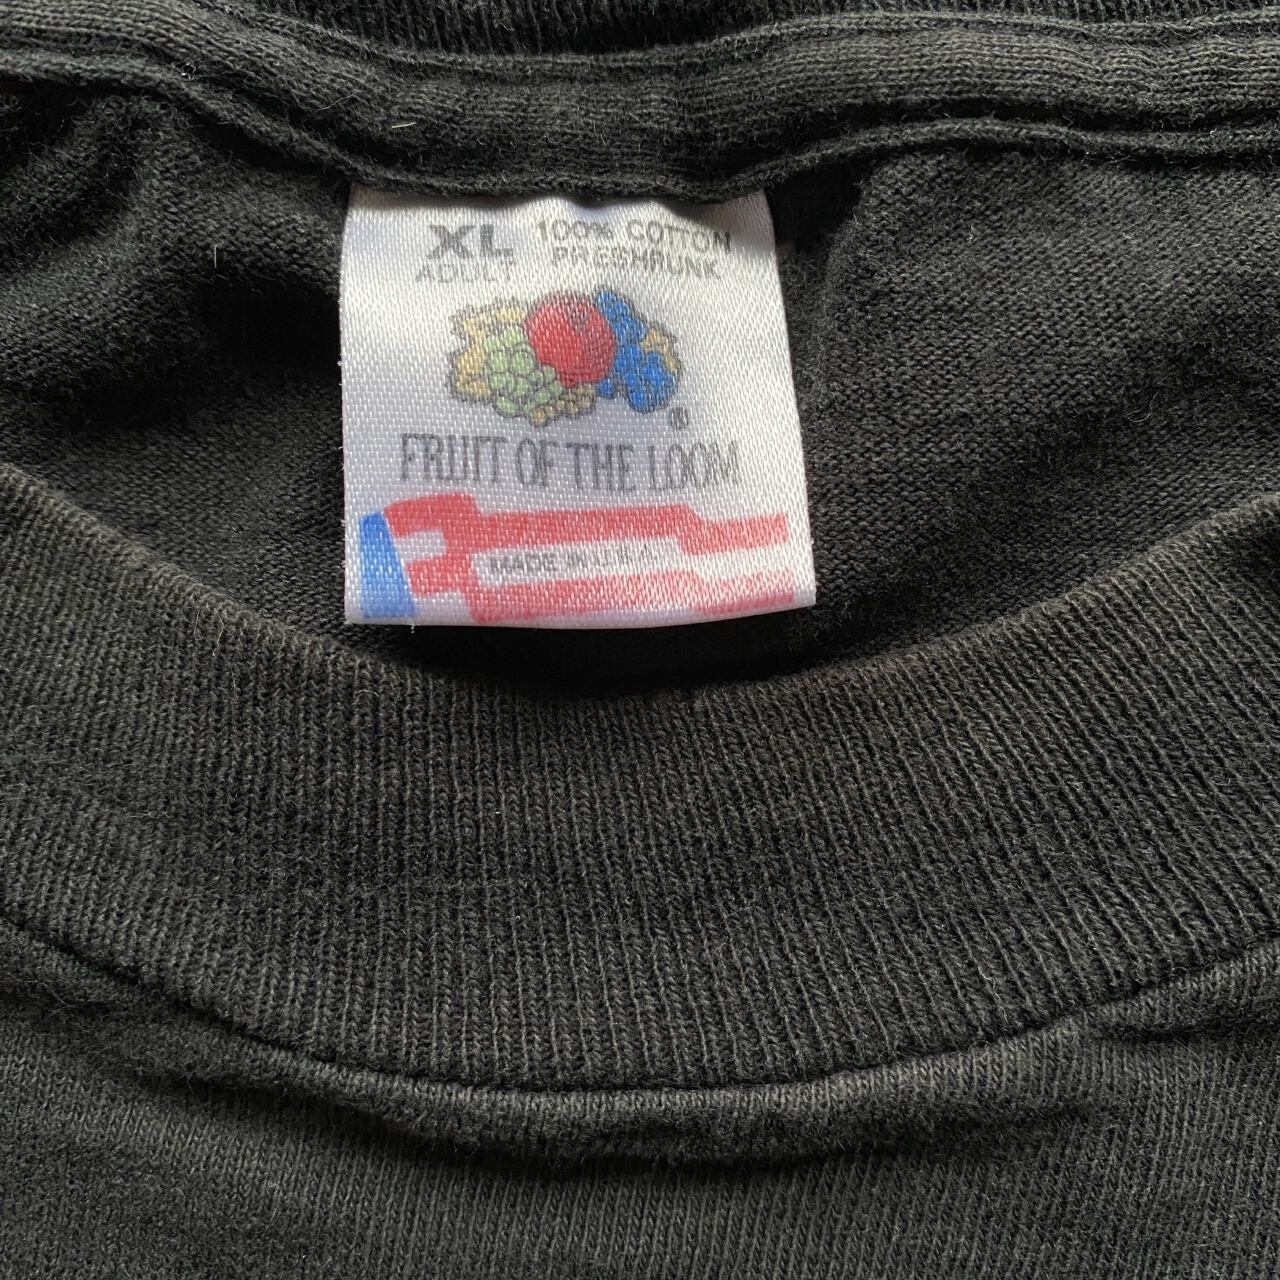 XL 100% COTTON
ADULT PRESHRUNK
®
FRUIT OF THE LOOM
MADE IN U.S.A.